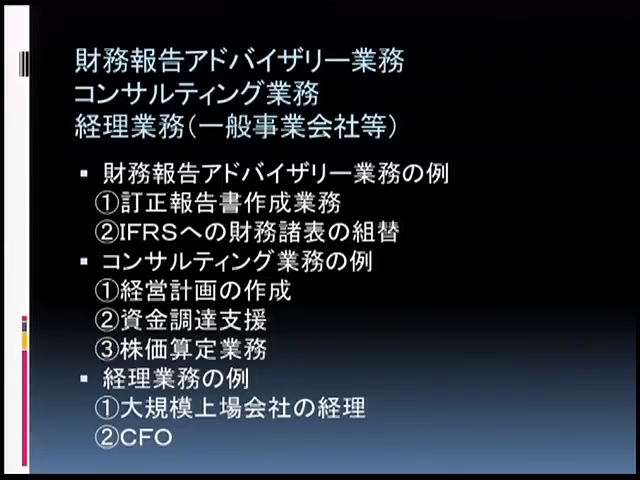 財務報告アドバイザリー業務
コンサルティング業務
経理業務（一般事業会社等）
▪ 財務報告アドバイザリー業務の例
①訂正報告書作成業務
②IFRSへの財務諸表の組替
▪ コンサルティング業務の例
①経営計画の作成
②資金調達支援
③株価算定業務
▪ 経理業務の例
①大規模上場会社の経理
②CFO